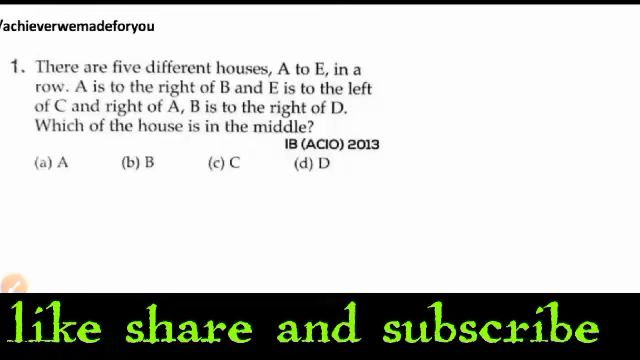 /achieverwemadeforyou
1. There are five different houses, A to E, in a
row. A is to the right of B and E is to the left
of C and right of A, B is to the right of D.
Which of the house is in the middle?
IB (ACIO) 2013
(a) A (b) B (c) C (d) D
like share and subscribe